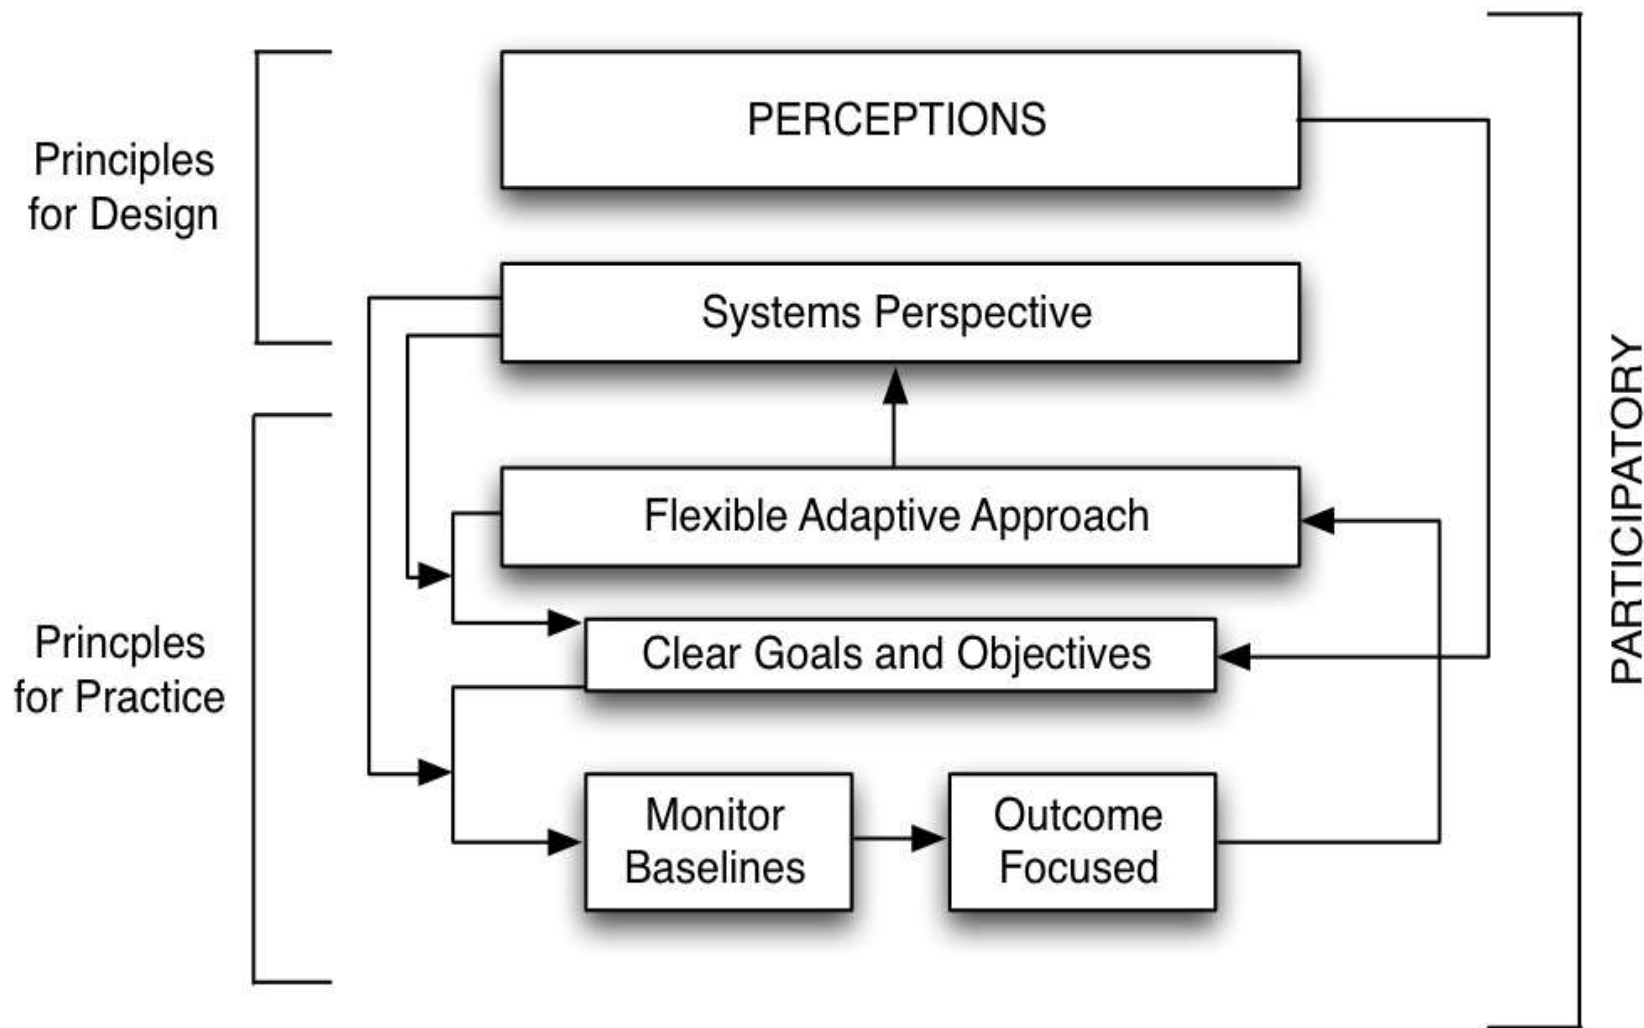 PERCEPTIONS
Principles
for Design
Systems Perspective
Flexible Adaptive Approach
PARTICIPATORY
Princples
for Practice
Clear Goals and Objectives
Monitor
Baselines
Outcome
Focused